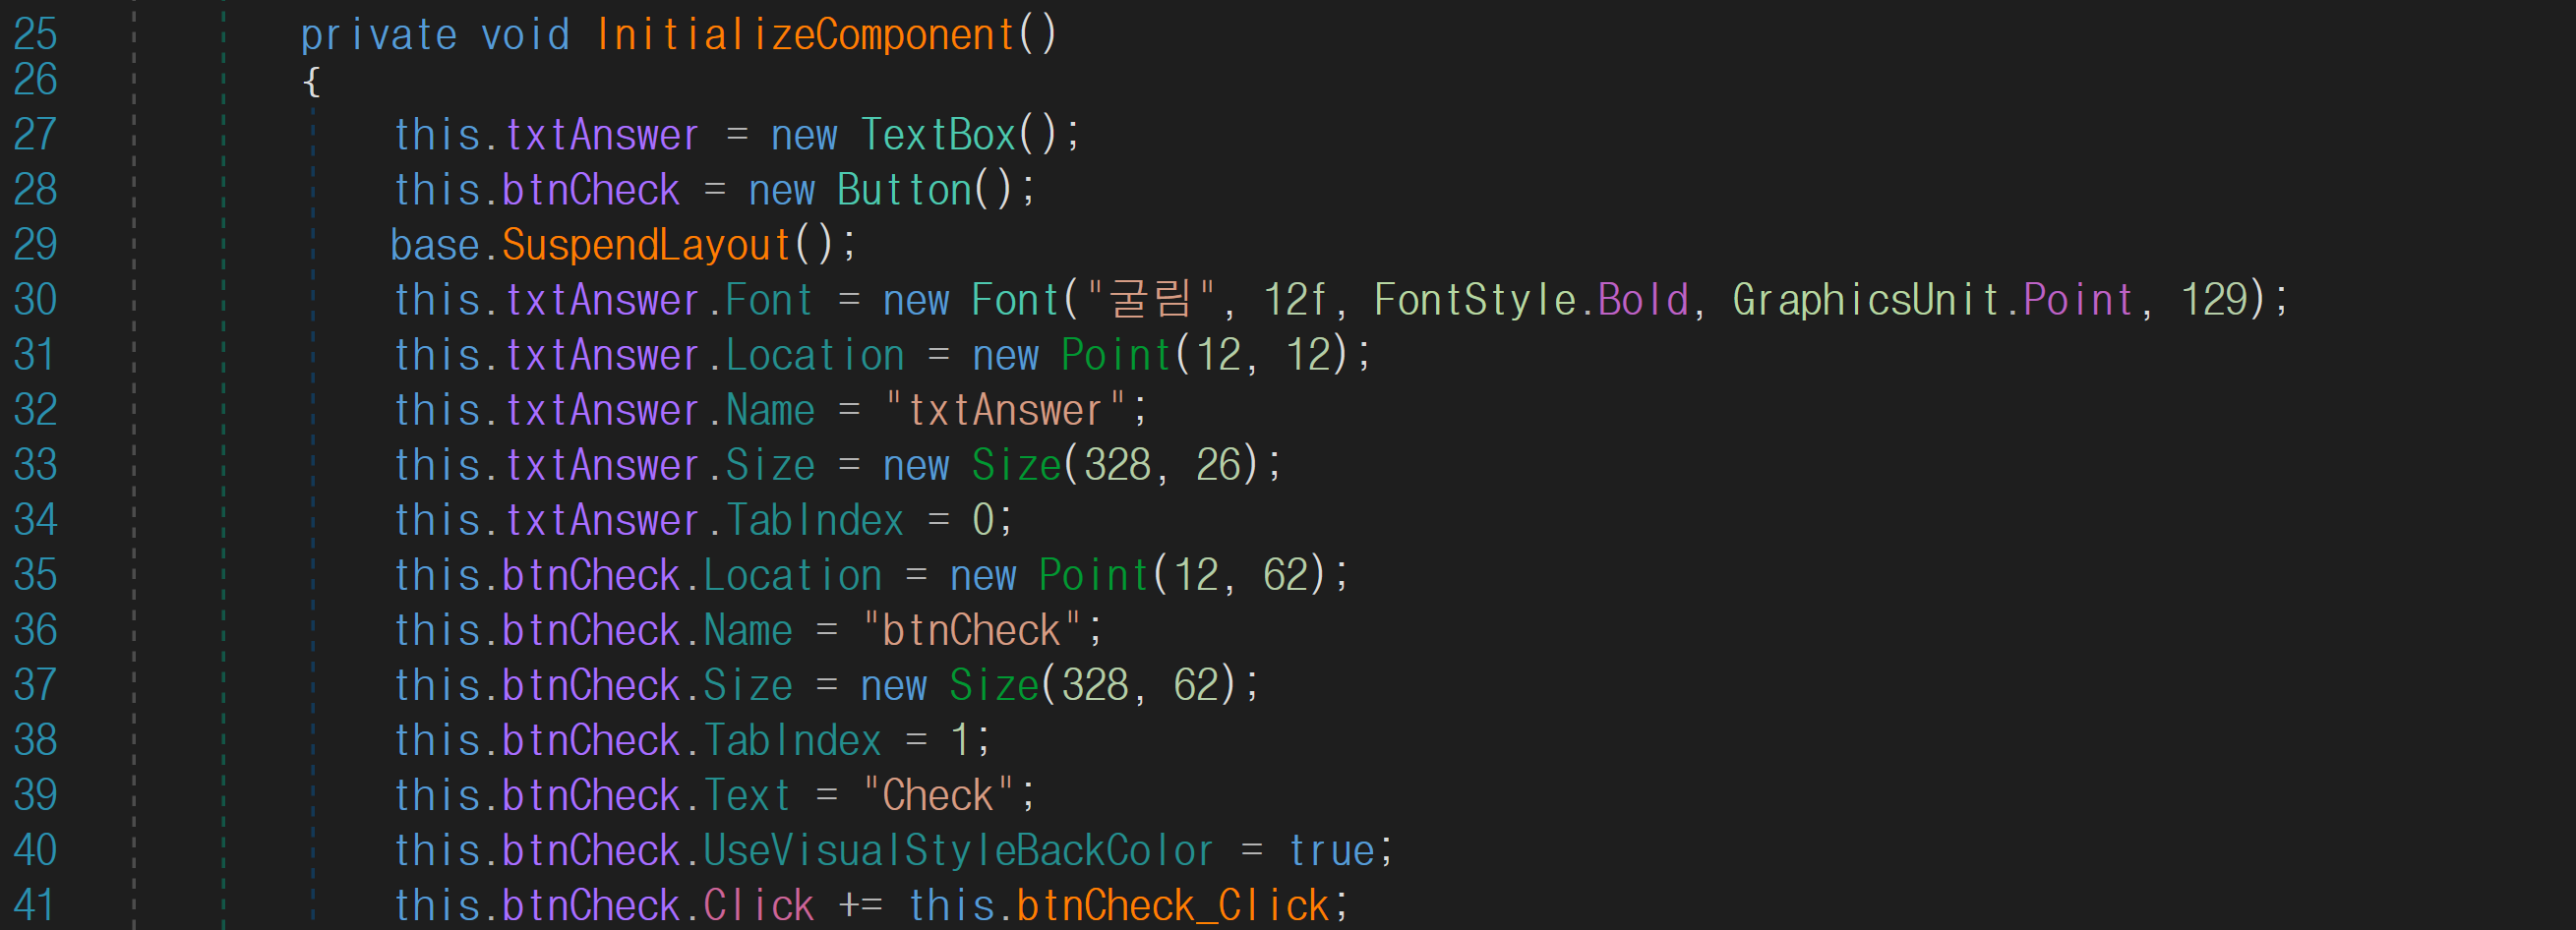 25 private void InitializeComponent()
26 {
27 this.txtAnswer = new TextBox();
28 this.btnCheck = new Button();
29 base.SuspendLayout();
30 this.txtAnswer.Font = new Font("굴림", 12f, FontStyle.Bold, GraphicsUnit.Point, 129);
31 this.txtAnswer.Location = new Point(12, 12);
32 this.txtAnswer.Name = "txtAnswer";
33 this.txtAnswer.Size = new Size(328, 26);
34 this.txtAnswer.TabIndex = 0;
35 this.btnCheck.Location = new Point(12, 62);
36 this.btnCheck.Name = "btnCheck";
37 this.btnCheck.Size = new Size(328, 62);
38 this.btnCheck.TabIndex = 1;
39 this.btnCheck.Text = "Check";
40 this.btnCheck.UseVisualStyleBackColor = true;
41 this.btnCheck.Click += this.btnCheck_Click;